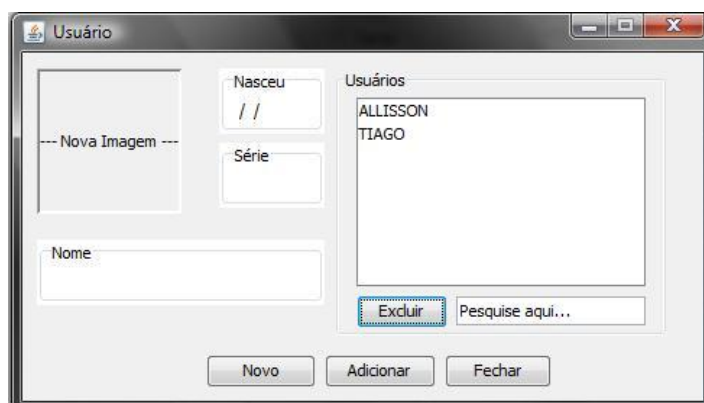 Usuário
--- Nova Imagem ---
Nasceu
/ /
Série
Nome
Usuários
ALLISSON
TIAGO
Excluir
Pesquise aqui...
Novo
Adicionar
Fechar